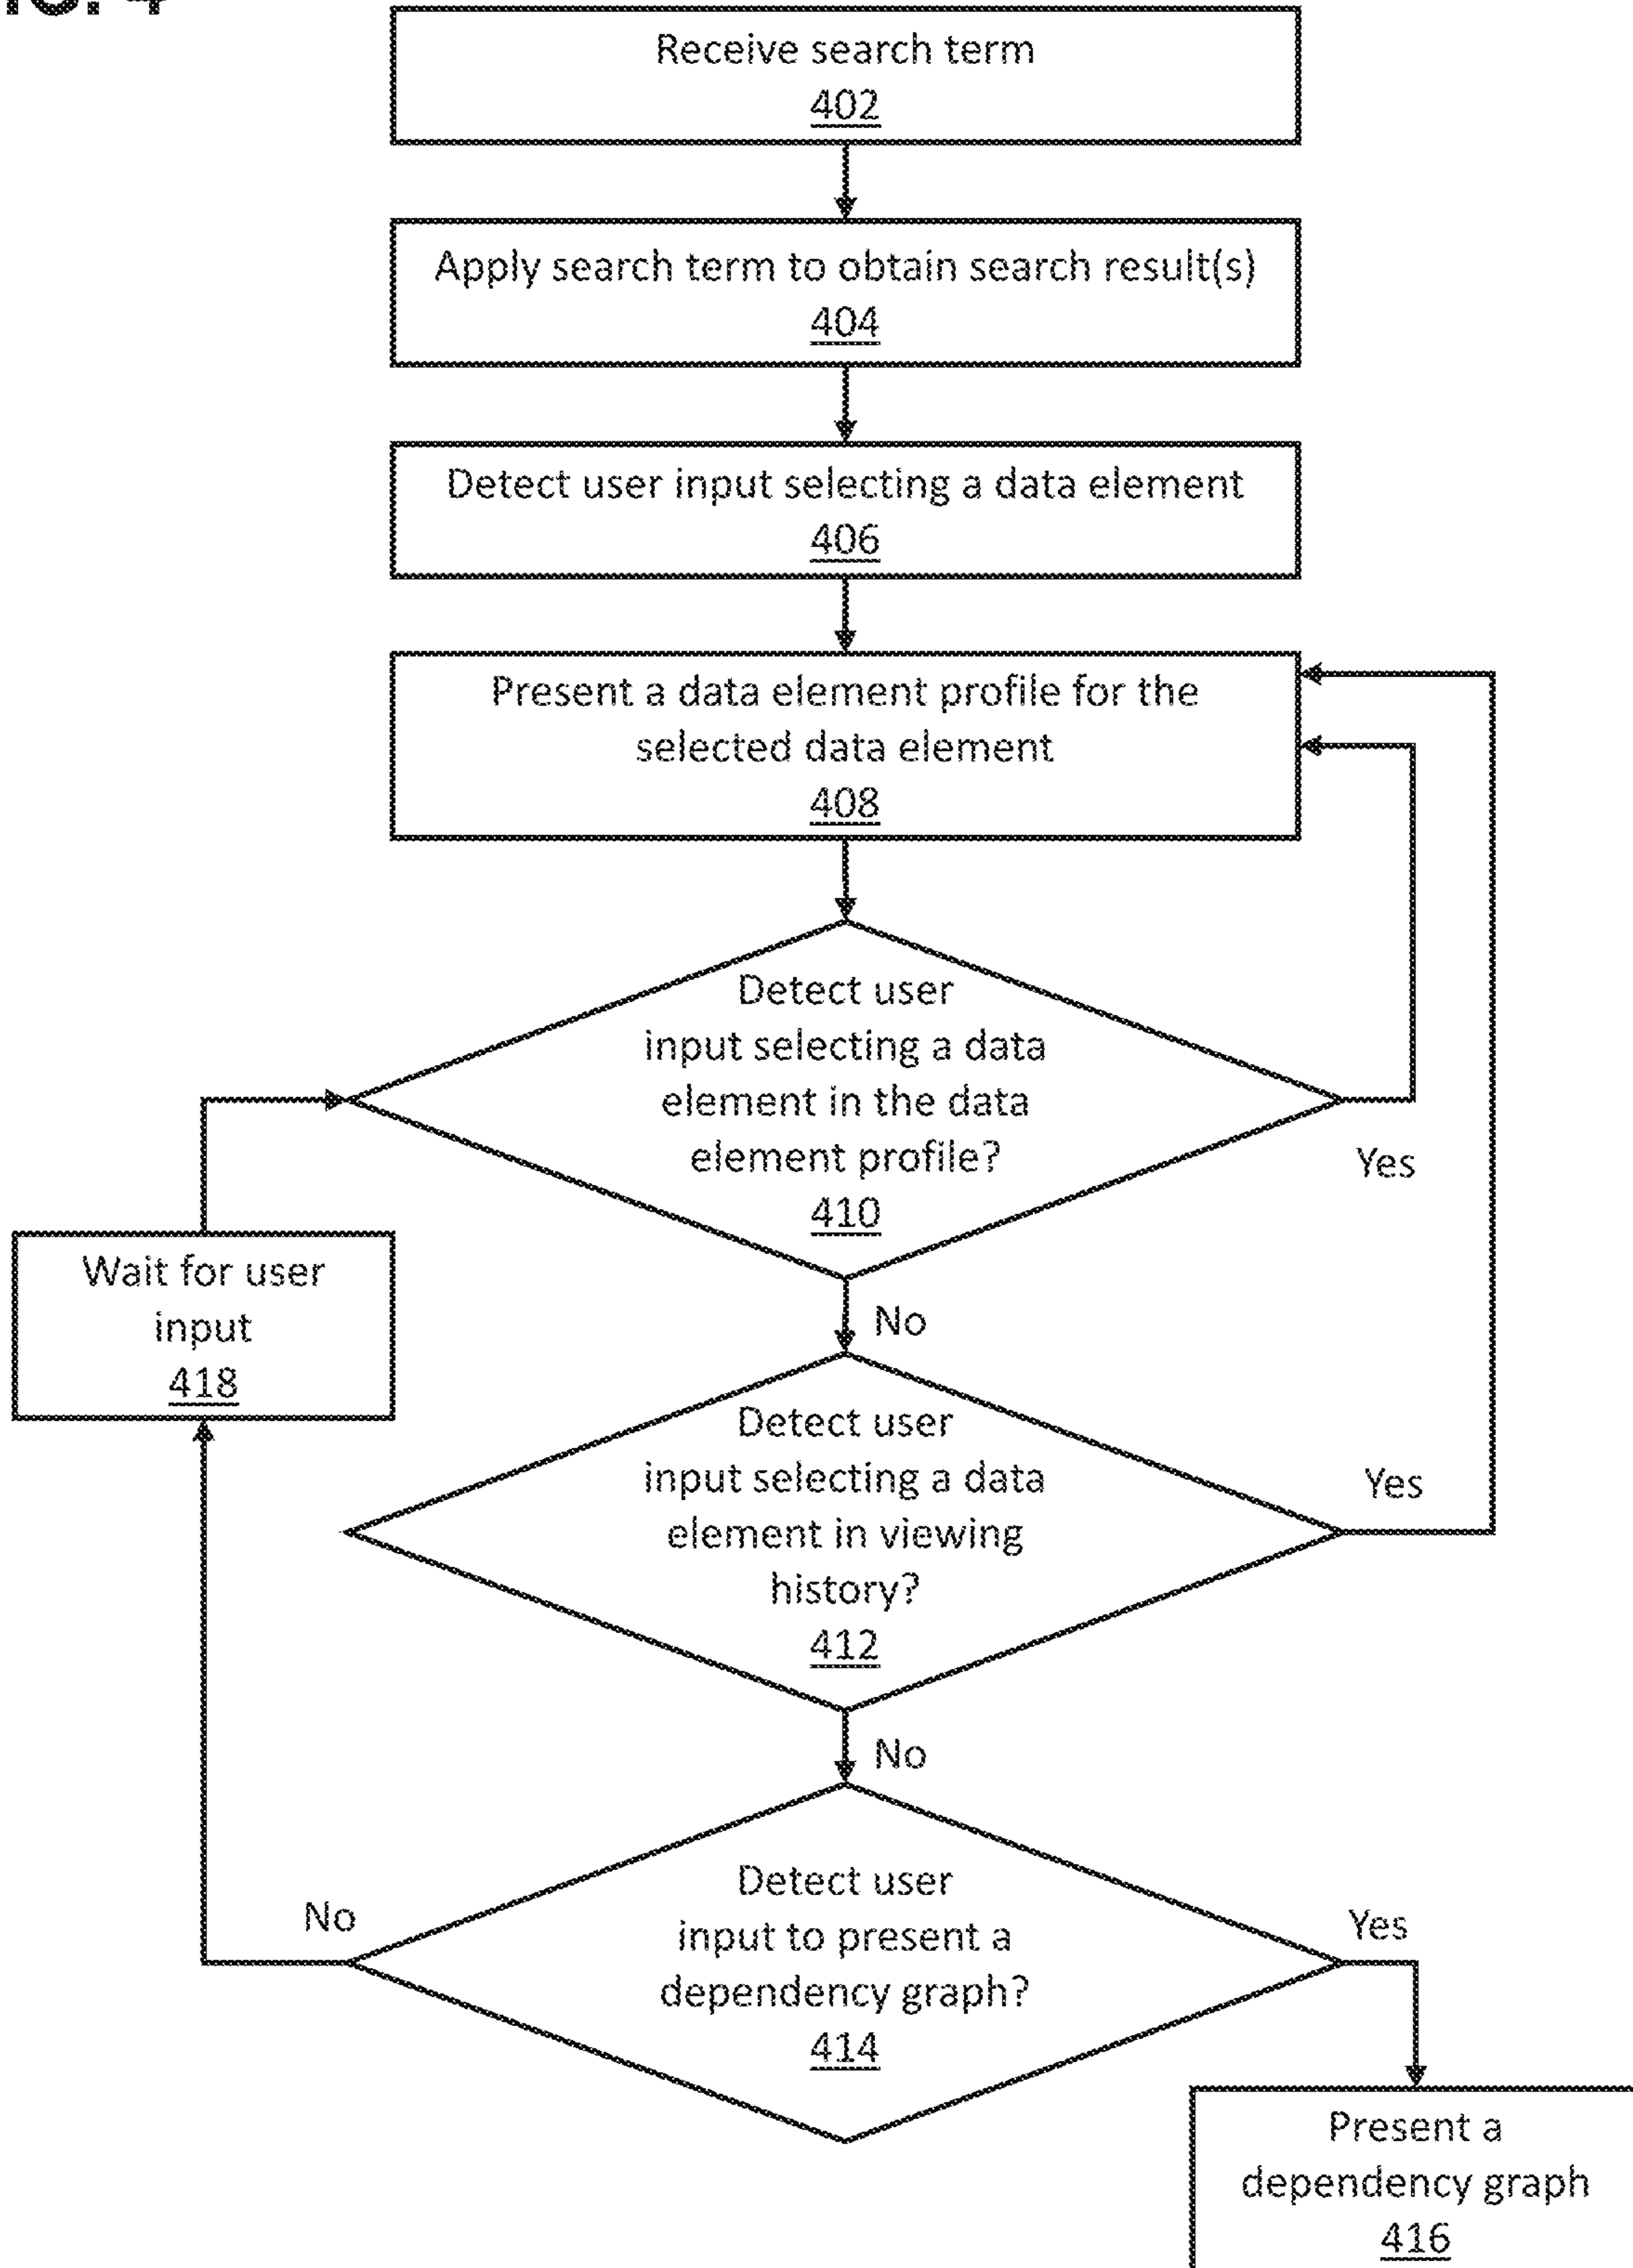 FIG. 4
Receive search term
402
Apply search term to obtain search result(s)
404
Detect user input selecting a data element
406
Present a data element profile for the
selected data element
408
Detect user
input selecting a data
element in the data
element profile?
410
Yes
Wait for user
input
418
No
Detect user
input selecting a data
element in viewing
history?
412
Yes
No
Detect user
input to present a
dependency graph?
414
No
Yes
Present a
dependency graph
416